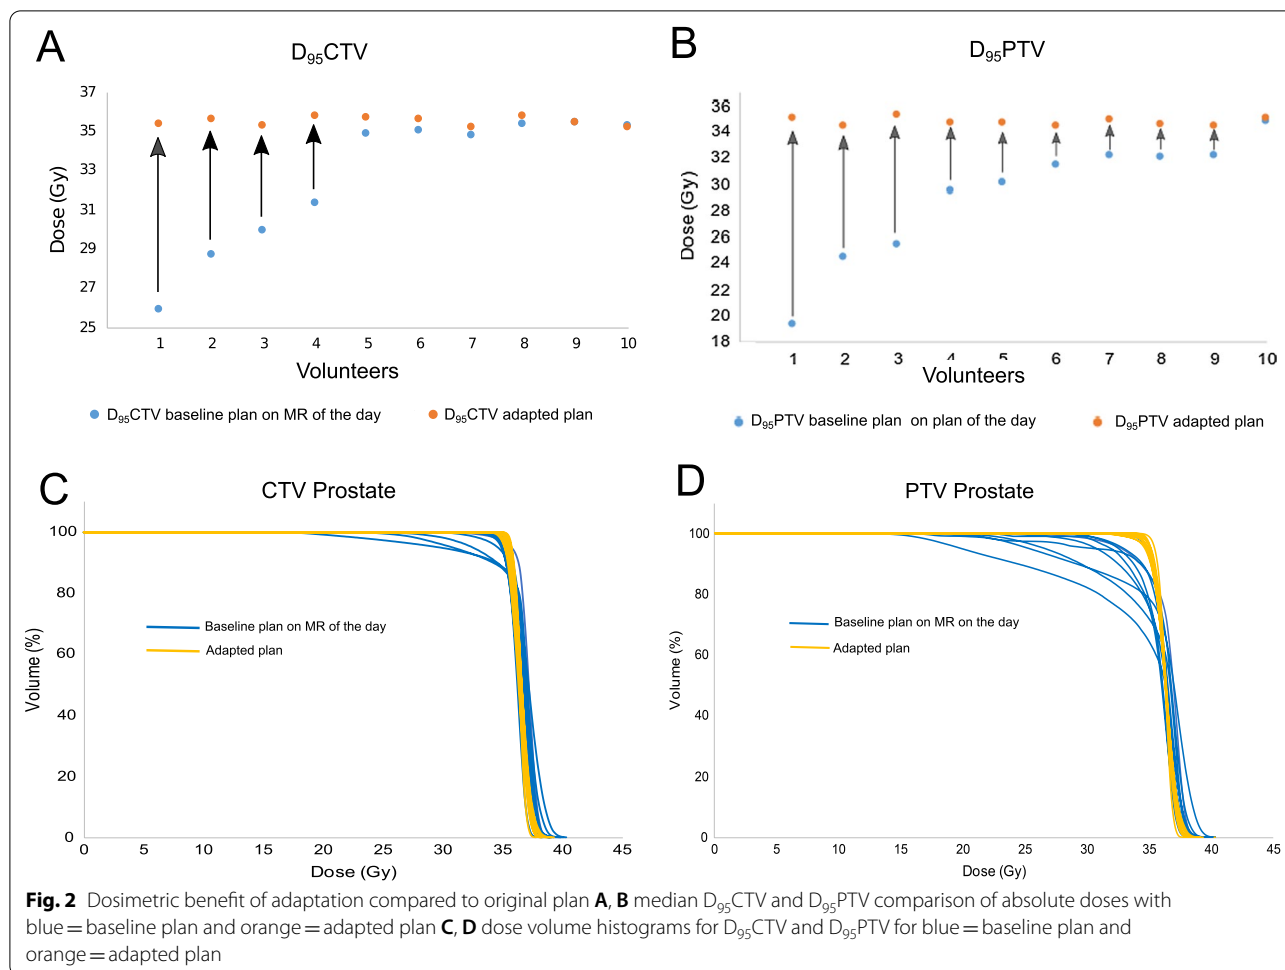 A
D95CTV
37
35
33
31
29
27
25
Dose (Gy)
1 2 3 4 5 6 7 8 9 10
Volunteers
D95CTV baseline plan on MR of the day
D95CTV adapted plan
B
D95PTV
36
34
32
30
28
26
24
22
20
18
Dose (Gy)
1 2 3 4 5 6 7 8 9 10
Volunteers
D95PTV baseline plan on plan of the day
D95PTV adapted plan
C
CTV Prostate
100
80
60
40
20
0
Volume (%)
Baseline plan on MR of the day
Adapted plan
0 5 10 15 20 25 30 35 40 45
Dose (Gy)
D
PTV Prostate
100
80
60
40
20
0
Volume (%)
Baseline plan on MR on the day
Adapted plan
0 5 10 15 20 25 30 35 40 45
Dose (Gy)
Fig. 2 Dosimetric benefit of adaptation compared to original plan A, B median D95CTV and D95PTV comparison of absolute doses with
blue = baseline plan and orange = adapted plan C, D dose volume histograms for D95CTV and D95PTV for blue = baseline plan and
orange = adapted plan